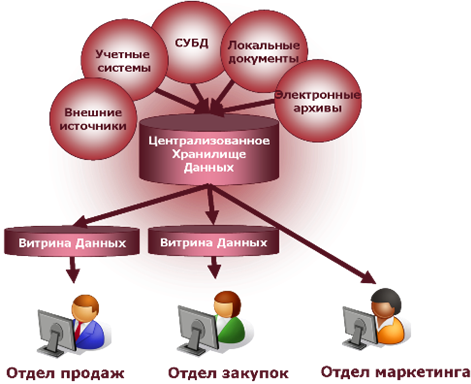 СУБД
Учетные
системы
Локальные
документы
Внешние
источники
Электронные
архивы
Централизованное
Хранилище
Данных
Витрина Данных
Витрина Данных
Отдел продаж
Отдел закупок
Отдел маркетинга